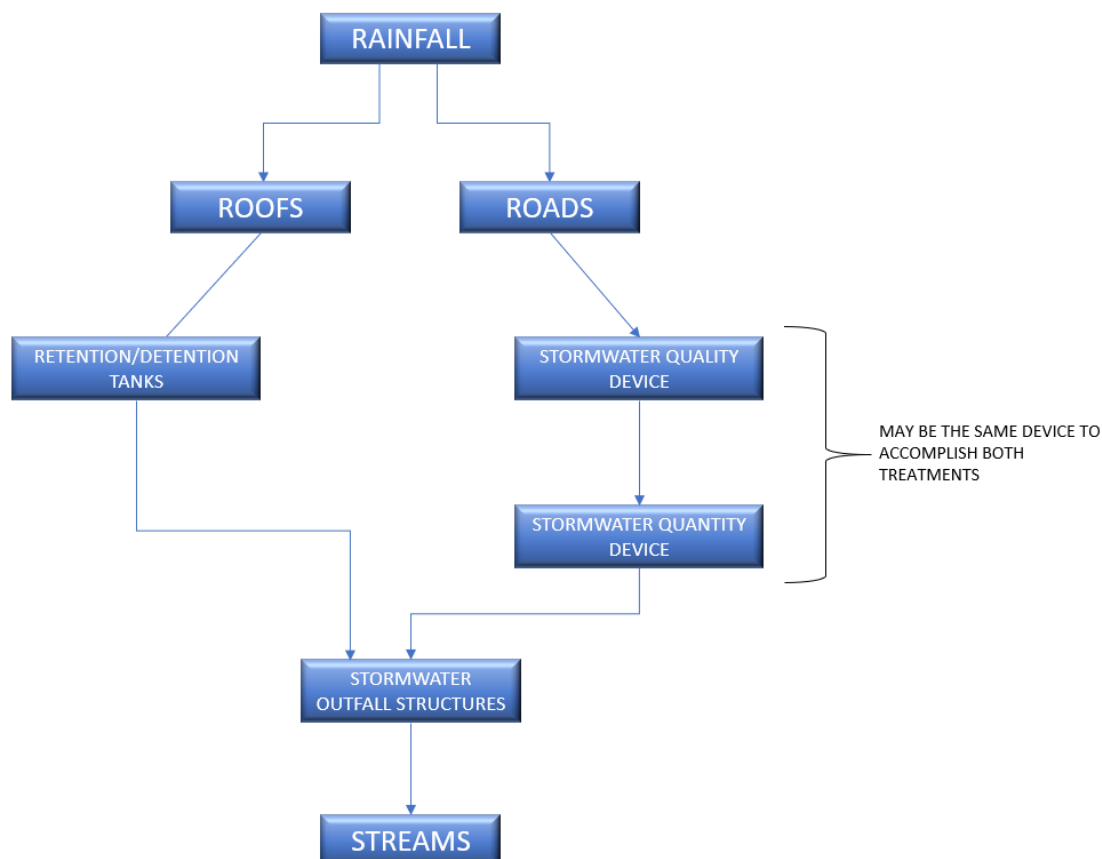 RAINFALL
ROOFS
ROADS
RETENTION/DETENTION
TANKS
STORMWATER QUALITY
DEVICE
MAY BE THE SAME DEVICE TO
ACCOMPLISH BOTH
TREATMENTS
STORMWATER QUANTITY
DEVICE
STORMWATER
OUTFALL STRUCTURES
STREAMS